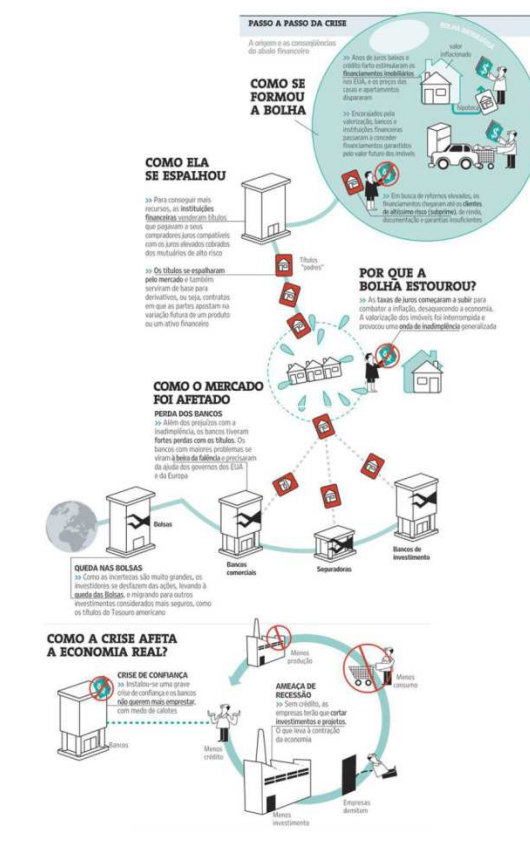 PASSO A PASSO DA CRISE
A origem e as conseqüências
do abalo financeiro
BOLHA IMOBILIÁRIA
COMO SE
FORMOU
A BOLHA
>> Anos de juros baixos e
crédito farto estimularam os
financiamentos imobiliários
nos EUA, e os preços das
casas e apartamentos
dispararam
valor
inflacionado
hipoteca
>> Encorajados pela
valorização, bancos e
instituições financeiras
passaram a conceder
financiamentos garantidos
pelo valor futuro dos imóveis
>> Em busca de retornos elevados, os
financiamentos chegaram até os clientes
de altíssimo risco (subprime), de renda,
documentação e garantias insuficientes
COMO ELA
SE ESPALHOU
>> Para conseguir mais
recursos, as instituições
financeiras venderam títulos
que pagavam a seus
compradores juros compatíveis
com os juros elevados cobrados
dos mutuários de alto risco
>> Os títulos se espalharam
pelo mercado e também
serviram de base para
derivativos, ou seja, contratos
em que as partes apostam na
variação futura de um produto
ou um ativo financeiro
Títulos
"podres"
POR QUE A
BOLHA ESTOUROU?
>> As taxas de juros começaram a subir para
combater a inflação, desaquecendo a economia.
A valorização dos imóveis foi interrompida e
provocou uma onda de inadimplência generalizada
COMO O MERCADO
FOI AFETADO
PERDA DOS BANCOS
>> Além dos prejuízos com a
inadimplência, os bancos tiveram
fortes perdas com os títulos. Os
bancos com maiores problemas se
viram à beira da falência e precisaram
da ajuda dos governos dos EUA
e da Europa
Bolsas
Bancos
comerciais
Seguradoras
Bancos de
investimento
QUEDA NAS BOLSAS
>> Como as incertezas são muito grandes, os
investidores se desfazem das ações, levando à
queda das Bolsas, e migrando para outros
investimentos considerados mais seguros, como
os títulos do Tesouro americano
COMO A CRISE AFETA
A ECONOMIA REAL?
CRISE DE CONFIANÇA
>> Instalou-se uma grave
crise de confiança e os bancos
não querem mais emprestar,
com medo de calotes
Bancos
Menos
crédito
Menos
produção
Menos
consumo
AMEAÇA DE
RECESSÃO
>> Sem crédito, as
empresas terão que cortar
investimentos e projetos.
O que leva à contração
da economia
Empresas
demitem
Menos
investimento